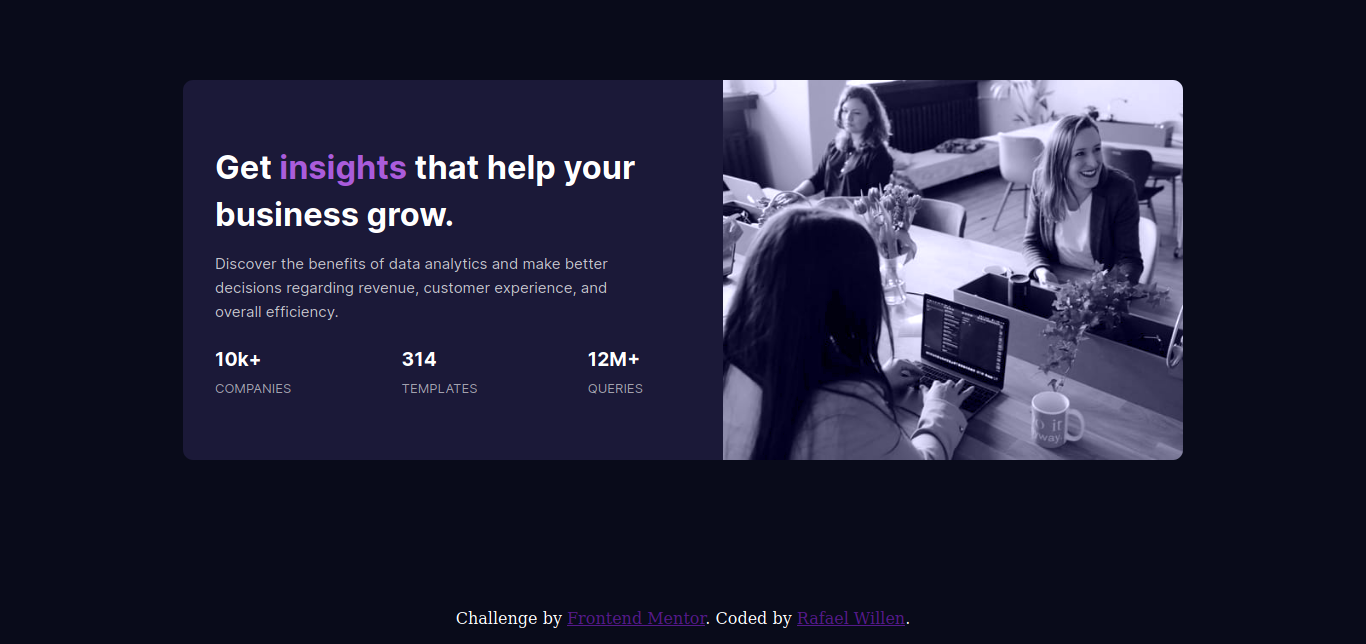 Get insights that help your
business grow.
Discover the benefits of data analytics and make better
decisions regarding revenue, customer experience, and
overall efficiency.
10k+ 314 12M+
COMPANIES TEMPLATES QUERIES
Challenge by Frontend Mentor. Coded by Rafael Willen.